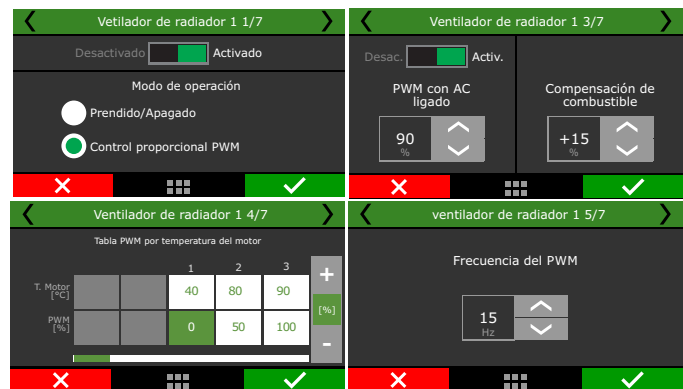 Vetilador de radiador 1 1/7
Desactivado Activado
Modo de operación
Prendido/Apagado
Control proporcional PWM
Ventilador de radiador 1 3/7
Desac. Activ.
PWM con AC
ligado
90
%
Compensación de
combustible
+15
%
Ventilador de radiador 1 4/7
Tabla PWM por temperatura del motor
1 2 3
T. Motor
[°C]
40 80 90
PWM
[%]
0 50 100
+
[%]
-
ventilador de radiador 1 5/7
Frecuencia del PWM
15
Hz